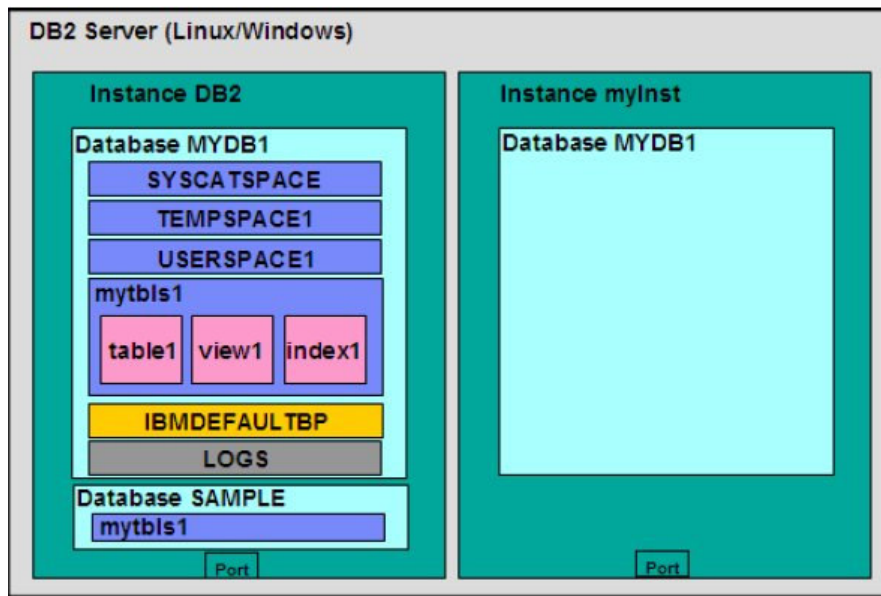 DB2 Server (Linux/Windows)
Instance DB2
Database MYDB1
SYSCATSPACE
TEMPSPACE1
USERSPACE1
mytbls1
table1 view1 index1
IBMDEFAULTBP
LOGS
Database SAMPLE
mytbls1
Port
Instance myInst
Database MYDB1
Port